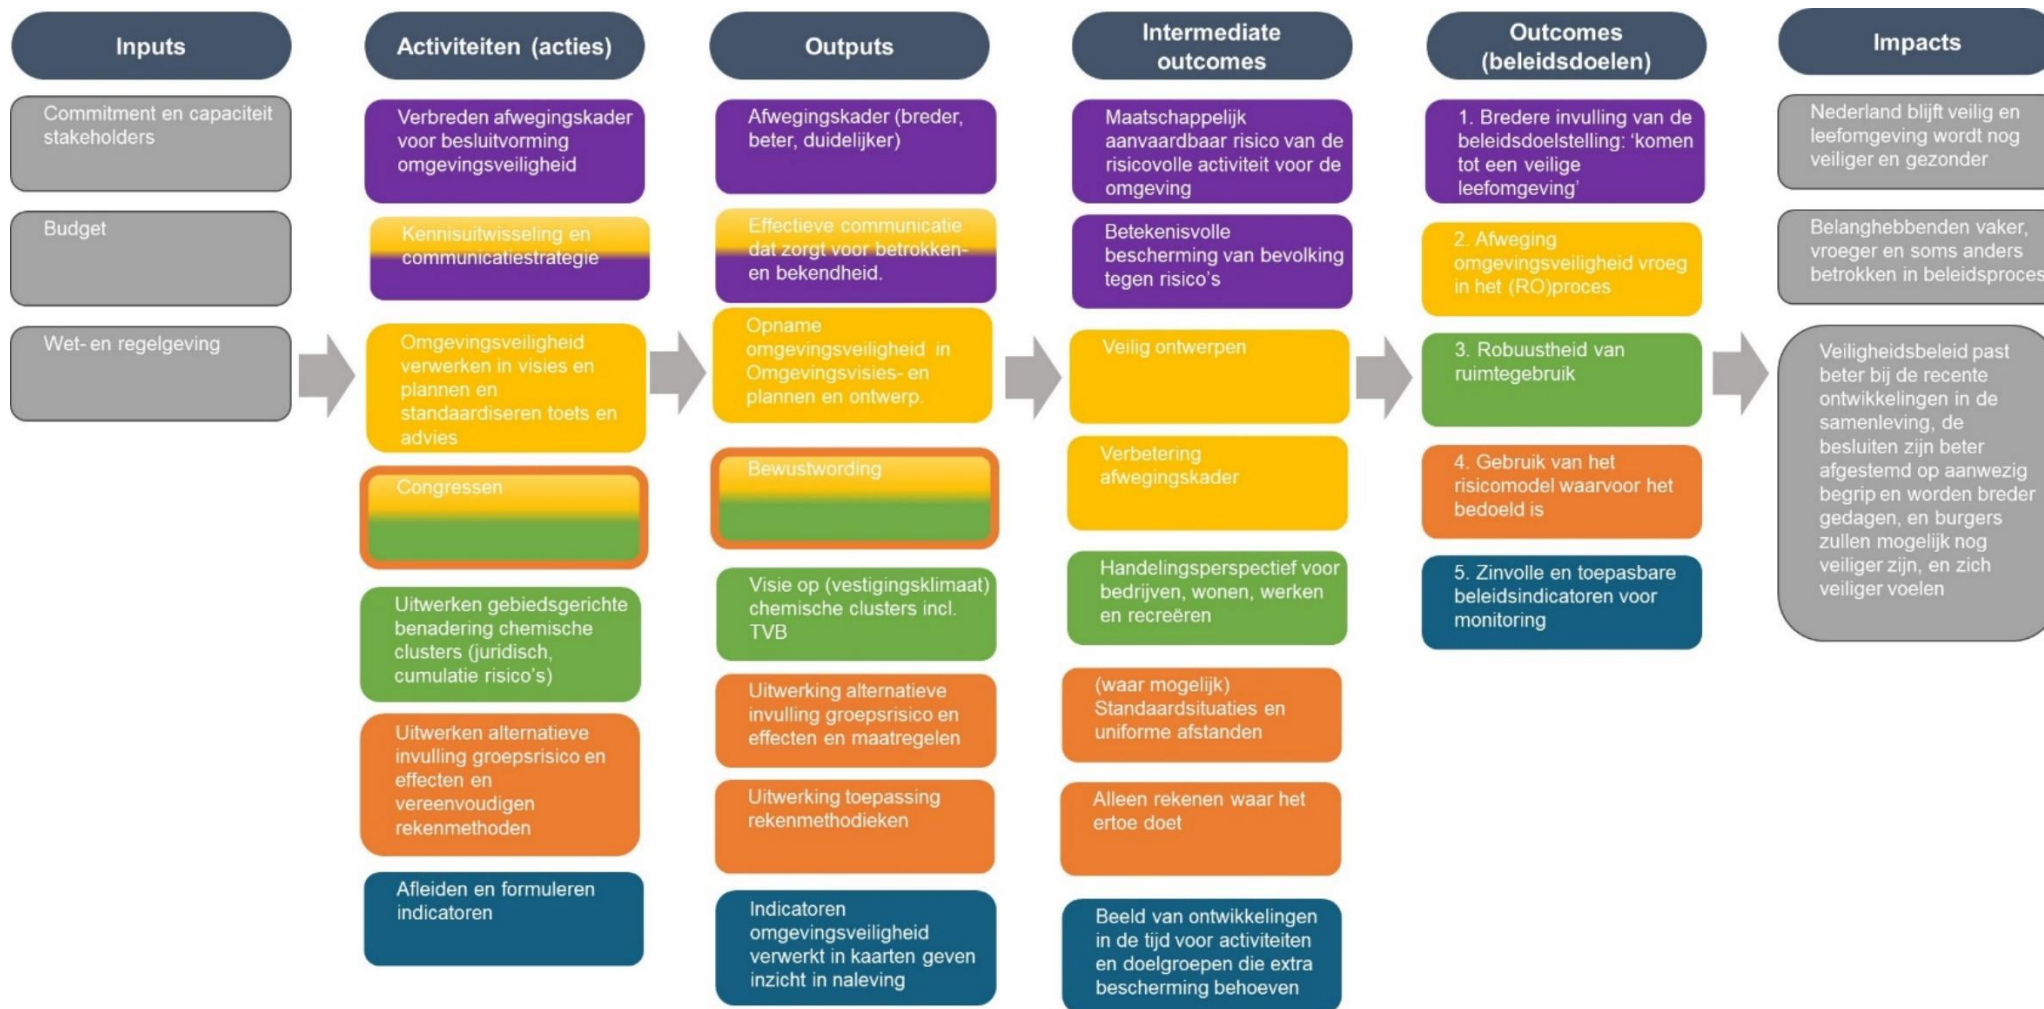 Inputs
Commitment en capaciteit
stakeholders
Budget
Wet- en regelgeving
Activiteiten (acties)
Verbreden afwegingskader
voor besluitvorming
omgevingsveiligheid
Kennisuitwisseling en
communicatiestrategie
Omgevingsveiligheid
verwerken in visies en
plannen en
standaardiseren toets en
advies
Congressen
Uitwerken gebiedsgerichte
benadering chemische
clusters (juridisch,
cumulatie risico's)
Uitwerken alternatieve
invulling groepsrisico en
effecten en
vereenvoudigen
rekenmethoden
Afleiden en formuleren
indicatoren
Outputs
Afwegingskader (breder,
beter, duidelijker)
Effectieve communicatie
dat zorgt voor betrokken-
en bekendheid.
Opname
omgevingsveiligheid in
Omgevingsvisies- en
plannen en ontwerp.
Bewustwording
Visie op (vestigingsklimaat)
chemische clusters incl.
TVB
Uitwerking alternatieve
invulling groepsrisico en
effecten en maatregelen
Uitwerking toepassing
rekenmethodieken
Indicatoren
omgevingsveiligheid
verwerkt in kaarten geven
inzicht in naleving
Intermediate
outcomes
Maatschappelijk
aanvaardbaar risico van de
risicovolle activiteit voor de
omgeving
Betekenisvolle
bescherming van bevolking
tegen risico's
Veilig ontwerpen
Verbetering
afwegingskader
Handelingsperspectief voor
bedrijven, wonen, werken
en recreëren
(waar mogelijk)
Standaardsituaties en
uniforme afstanden
Alleen rekenen waar het
ertoe doet
Beeld van ontwikkelingen
in de tijd voor activiteiten
en doelgroepen die extra
bescherming behoeven
Outcomes
(beleidsdoelen)
1. Bredere invulling van de
beleidsdoelstelling: 'komen
tot een veilige
leefomgeving'
2. Afweging
omgevingsveiligheid vroeg
in het (RO)proces
3. Robuustheid van
ruimtegebruik
4. Gebruik van het
risicomodel waarvoor het
bedoeld is
5. Zinvolle en toepasbare
beleidsindicatoren voor
monitoring
Impacts
Nederland blijft veilig en
leefomgeving wordt nog
veiliger en gezonder
Belanghebbenden vaker,
vroeger en soms anders
betrokken in beleidsproces
Veiligheidsbeleid past
beter bij de recente
ontwikkelingen in de
samenleving, de
besluiten zijn beter
afgestemd op aanwezig
begrip en worden breder
gedagen, en burgers
zullen mogelijk nog
veiliger zijn, en zich
veiliger voelen